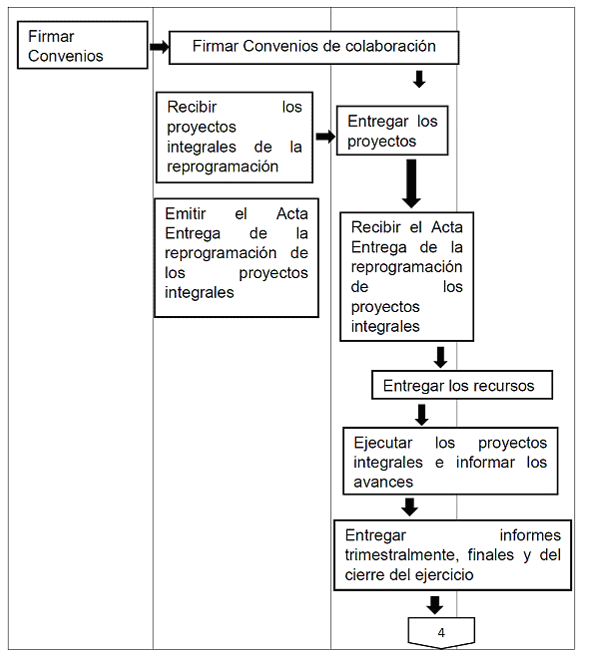 Firmar
Convenios
Firmar Convenios de colaboración
Recibir los
proyectos
integrales de la
reprogramación
Entregar los
proyectos
Emitir el Acta
Entrega de la
reprogramación de
los proyectos
integrales
Recibir el Acta
Entrega de la
reprogramación
de los
proyectos
integrales
Entregar los recursos
Ejecutar los proyectos
integrales e informar los
avances
Entregar informes
trimestralmente, finales y del
cierre del ejercicio
4